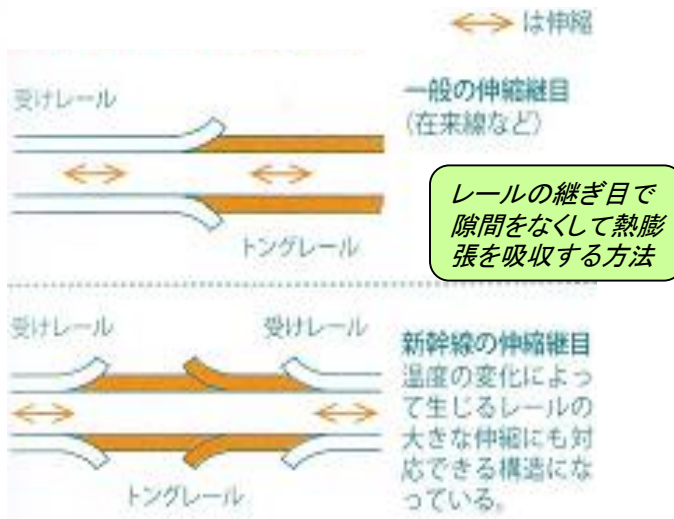 は伸縮
受けレール
一般の伸縮継目
(在来線など)
レールの継ぎ目で
隙間をなくして熱膨
張を吸収する方法
トングレール
受けレール
受けレール
新幹線の伸縮継目
温度の変化によっ
て生じるレールの
大きな伸縮にも対
応できる構造にな
っている。
トングレール